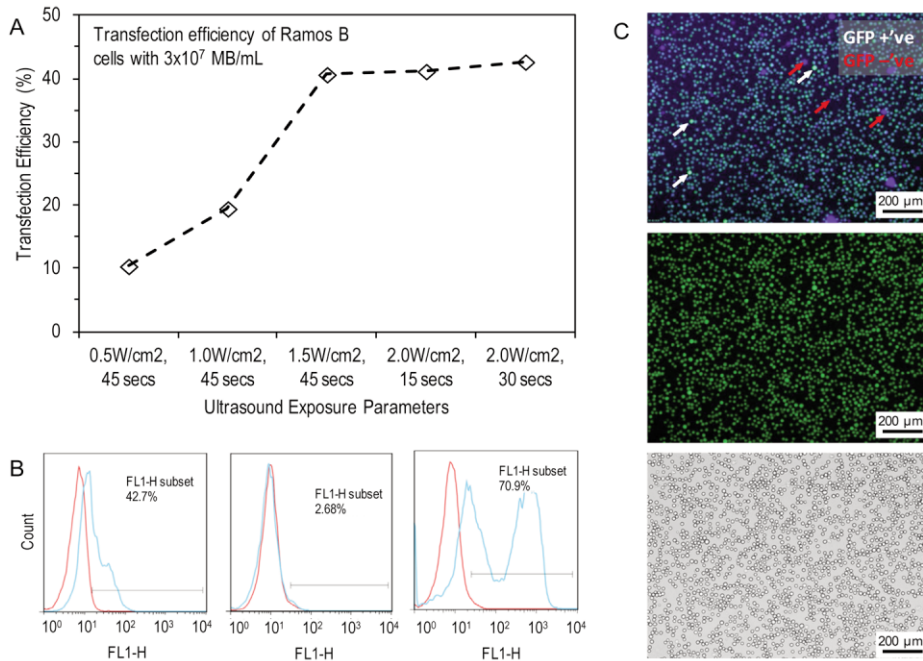 A
Transfection efficiency of Ramos B
cells with 3x10⁷ MB/mL
Transfection Efficiency (%)
50
40
30
20
10
0
0.5W/cm2, 1.0W/cm2, 1.5W/cm2, 2.0W/cm2, 2.0W/cm2,
45 secs 45 secs 45 secs 15 secs 30 secs
Ultrasound Exposure Parameters
B
Count
FL1-H subset
42.7%
10⁰ 10¹ 10² 10³ 10⁴
FL1-H
FL1-H subset
2.68%
10⁰ 10¹ 10² 10³ 10⁴
FL1-H
FL1-H subset
70.9%
10⁰ 10¹ 10² 10³ 10⁴
FL1-H
C
GFP +’ve
GFP –’ve
200 µm
200 µm
200 µm